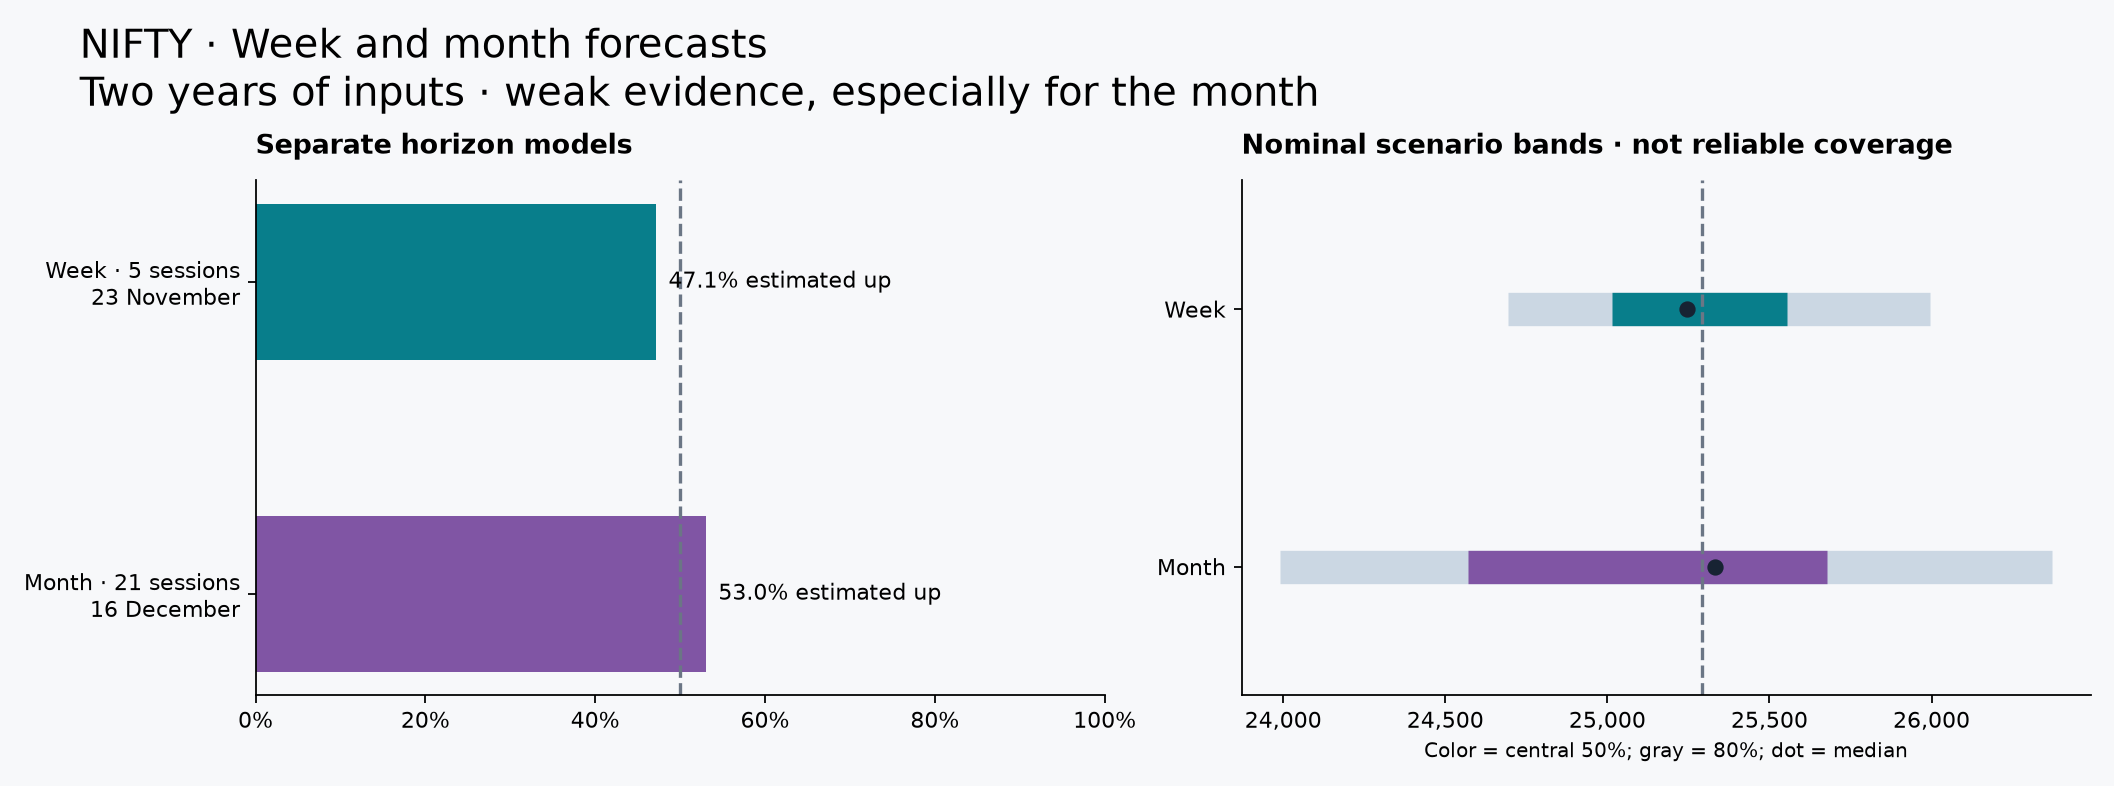 NIFTY · Week and month forecasts
Two years of inputs · weak evidence, especially for the month
Separate horizon models
Week · 5 sessions
23 November
47.1% estimated up
Month · 21 sessions
16 December
53.0% estimated up
0% 20% 40% 60% 80% 100%
Nominal scenario bands · not reliable coverage
Week
Month
24,000 24,500 25,000 25,500 26,000
Color = central 50%; gray = 80%; dot = median